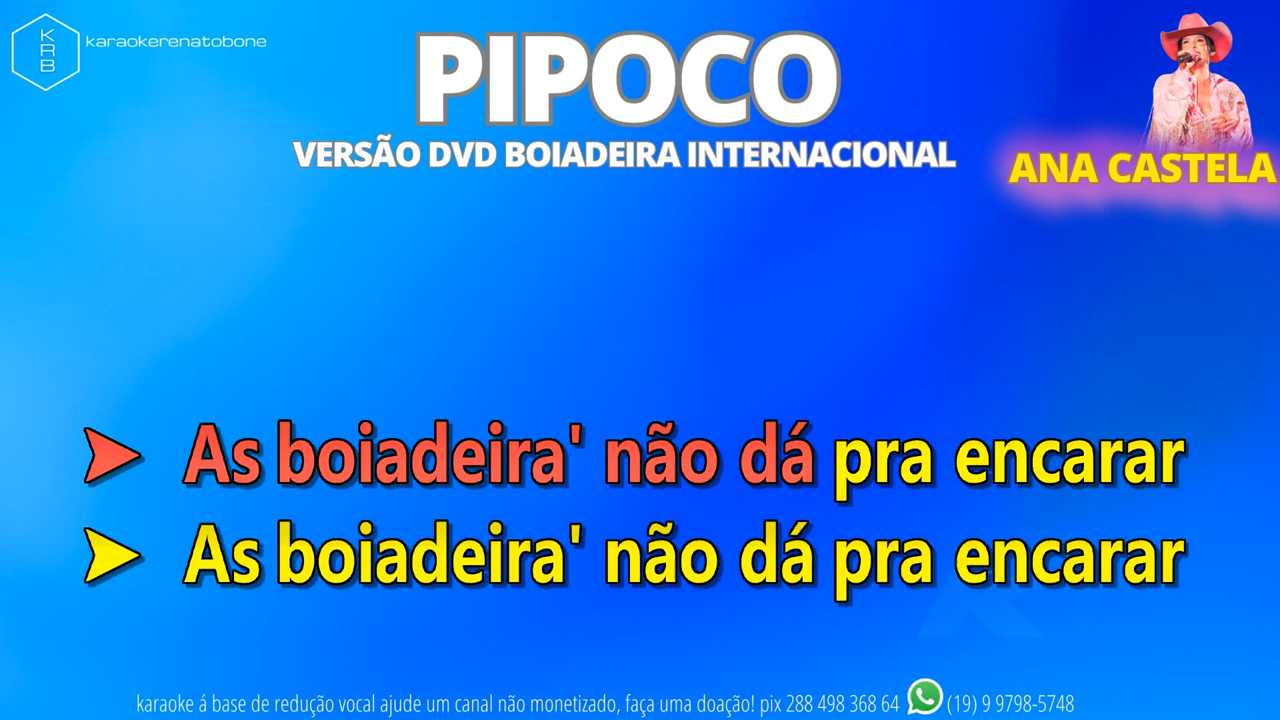 KRB
karaokerenatobone
PIPOCO
VERSÃO DVD BOIADEIRA INTERNACIONAL
ANA CASTELA
As boiadeira' não dá pra encarar
As boiadeira' não dá pra encarar
karaoke á base de redução vocal ajude um canal não monetizado, faça uma doação! pix 288 498 368 64 (19) 9 9798-5748